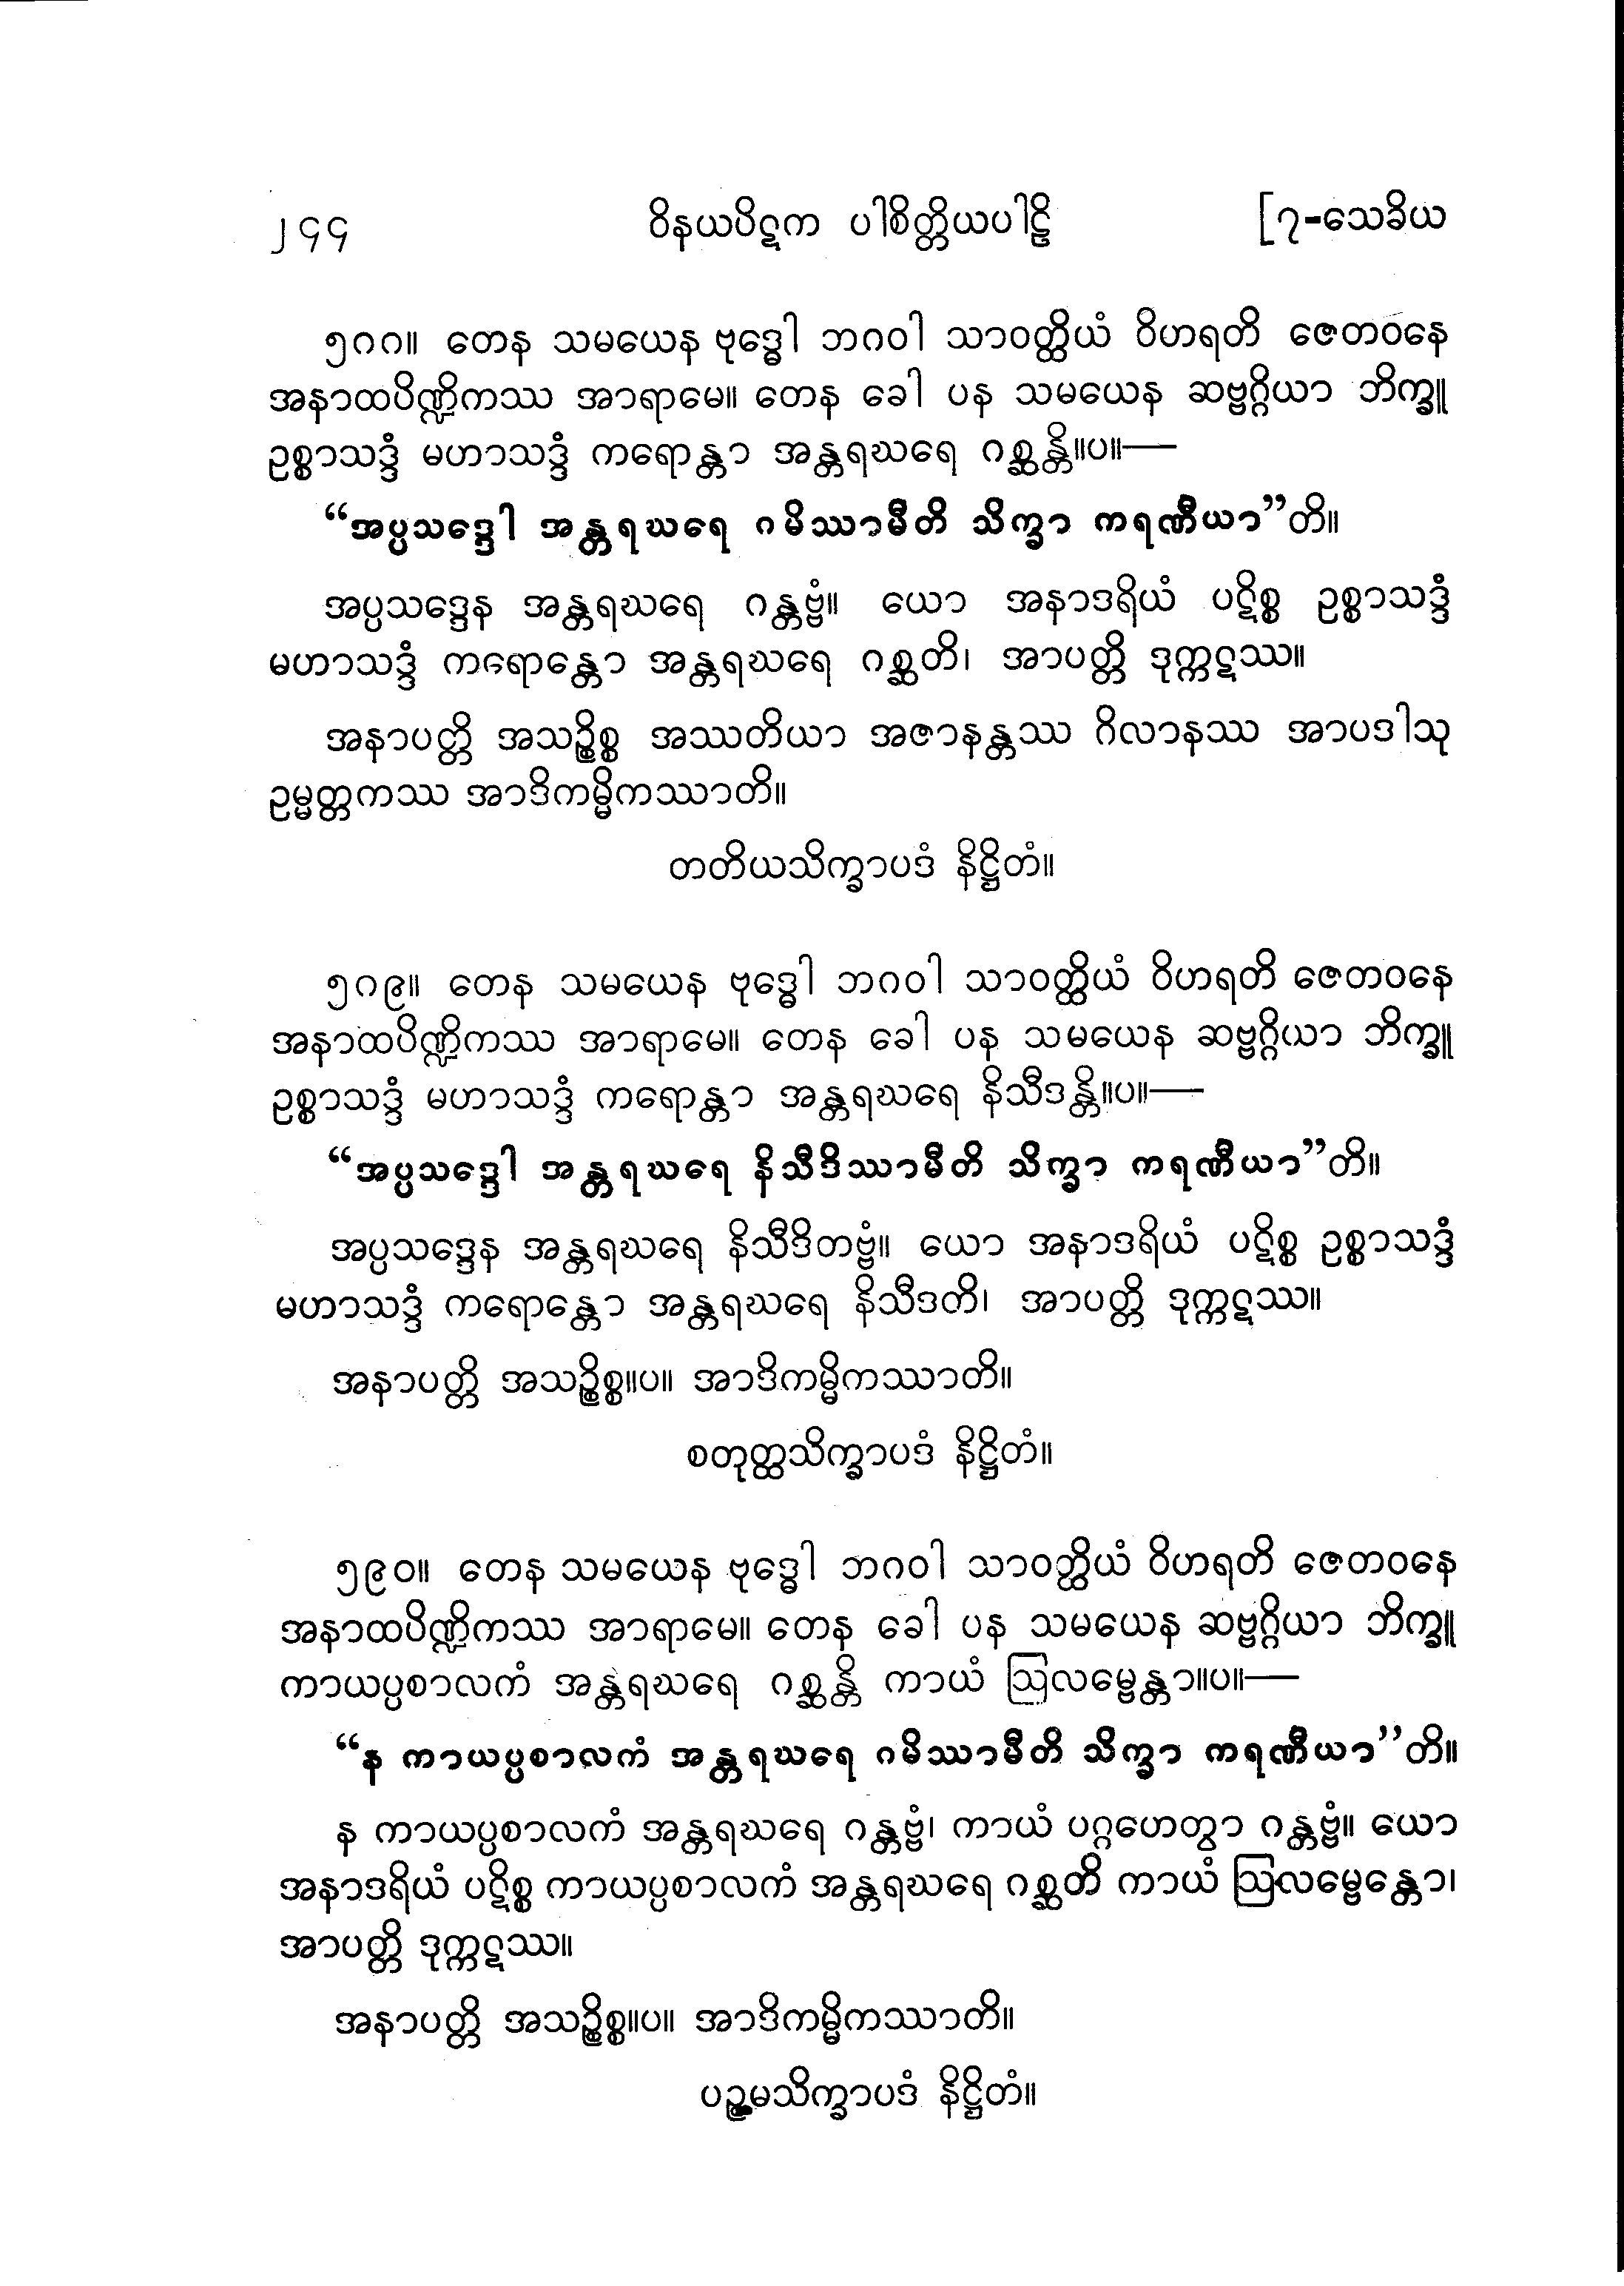 ၂၄၄ ဝိနယပိဋက ပါစိတ္တိယပါဠိ [၇-သေခိယ
၅၈၈။ တေန သမယေန ဗုဒ္ဓေါ ဘဂဝါ သာဝတ္ထိယံ ဝိဟရတိ ဇေတဝနေ
အနာထပိဏ္ဍိကဿ အာရာမေ။ တေန ခေါ ပန သမယေန ဆဗ္ဗဂ္ဂိယာ ဘိက္ခူ
ဥစ္စာသဒ္ဒံ မဟာသဒ္ဒံ ကရောန္တာ အန္တရဃရေ ဂစ္ဆန္တိ။ပ။—
“အပ္ပသဒ္ဒေါ အန္တရဃရေ ဂမိဿာမီတိ သိက္ခာ ကရဏီယာ”တိ။
အပ္ပသဒ္ဒေန အန္တရဃရေ ဂန္တဗ္ဗံ။ ယော အနာဒရိယံ ပဋိစ္စ ဥစ္စာသဒ္ဒံ
မဟာသဒ္ဒံ ကရောန္တော အန္တရဃရေ ဂစ္ဆတိ၊ အာပတ္တိ ဒုက္ကဋဿ။
အနာပတ္တိ အသဉ္စိစ္စ အဿတိယာ အဇာနန္တဿ ဂိလာနဿ အာပဒါသု
ဥမ္မတ္တကဿ အာဒိကမ္မိကဿာတိ။
တတိယသိက္ခာပဒံ နိဋ္ဌိတံ။
၅၈၉။ တေန သမယေန ဗုဒ္ဓေါ ဘဂဝါ သာဝတ္ထိယံ ဝိဟရတိ ဇေတဝနေ
အနာထပိဏ္ဍိကဿ အာရာမေ။ တေန ခေါ ပန သမယေန ဆဗ္ဗဂ္ဂိယာ ဘိက္ခူ
ဥစ္စာသဒ္ဒံ မဟာသဒ္ဒံ ကရောန္တာ အန္တရဃရေ နိသီဒန္တိ။ပ။—
“အပ္ပသဒ္ဒေါ အန္တရဃရေ နိသီဒိဿာမီတိ သိက္ခာ ကရဏီယာ”တိ။
အပ္ပသဒ္ဒေန အန္တရဃရေ နိသီဒိတဗ္ဗံ။ ယော အနာဒရိယံ ပဋိစ္စ ဥစ္စာသဒ္ဒံ
မဟာသဒ္ဒံ ကရောန္တော အန္တရဃရေ နိသီဒတိ၊ အာပတ္တိ ဒုက္ကဋဿ။
အနာပတ္တိ အသဉ္စိစ္စ။ပ။ အာဒိကမ္မိကဿာတိ။
စတုတ္ထသိက္ခာပဒံ နိဋ္ဌိတံ။
၅၉၀။ တေန သမယေန ဗုဒ္ဓေါ ဘဂဝါ သာဝတ္ထိယံ ဝိဟရတိ ဇေတဝနေ
အနာထပိဏ္ဍိကဿ အာရာမေ။ တေန ခေါ ပန သမယေန ဆဗ္ဗဂ္ဂိယာ ဘိက္ခူ
ကာယပ္ပစာလကံ အန္တရဃရေ ဂစ္ဆန္တိ ကာယံ ဩလမ္ဗေန္တာ။ပ။—
“န ကာယပ္ပစာလကံ အန္တရဃရေ ဂမိဿာမီတိ သိက္ခာ ကရဏီယာ”တိ။
န ကာယပ္ပစာလကံ အန္တရဃရေ ဂန္တဗ္ဗံ၊ ကာယံ ပဂ္ဂဟေတွာ ဂန္တဗ္ဗံ။ ယော
အနာဒရိယံ ပဋိစ္စ ကာယပ္ပစာလကံ အန္တရဃရေ ဂစ္ဆတိ ကာယံ ဩလမ္ဗေန္တော၊
အာပတ္တိ ဒုက္ကဋဿ။
အနာပတ္တိ အသဉ္စိစ္စ။ပ။ အာဒိကမ္မိကဿာတိ။
ပဉ္စမသိက္ခာပဒံ နိဋ္ဌိတံ။